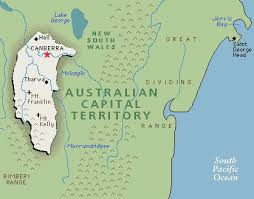 Lake
George
Jervis
Bay
Hall
NEW
SOUTH
WALES
GREAT
CANBERRA
Saint
George
Head
Tharwa
Molonglo
DIVIDING
Mt.
Franklin
AUSTRALIAN
CAPITAL
TERRITORY
Mt.
Kelly
RANGE
Murrumbidgee
South
Pacific
Ocean
BIMBERI
RANGE